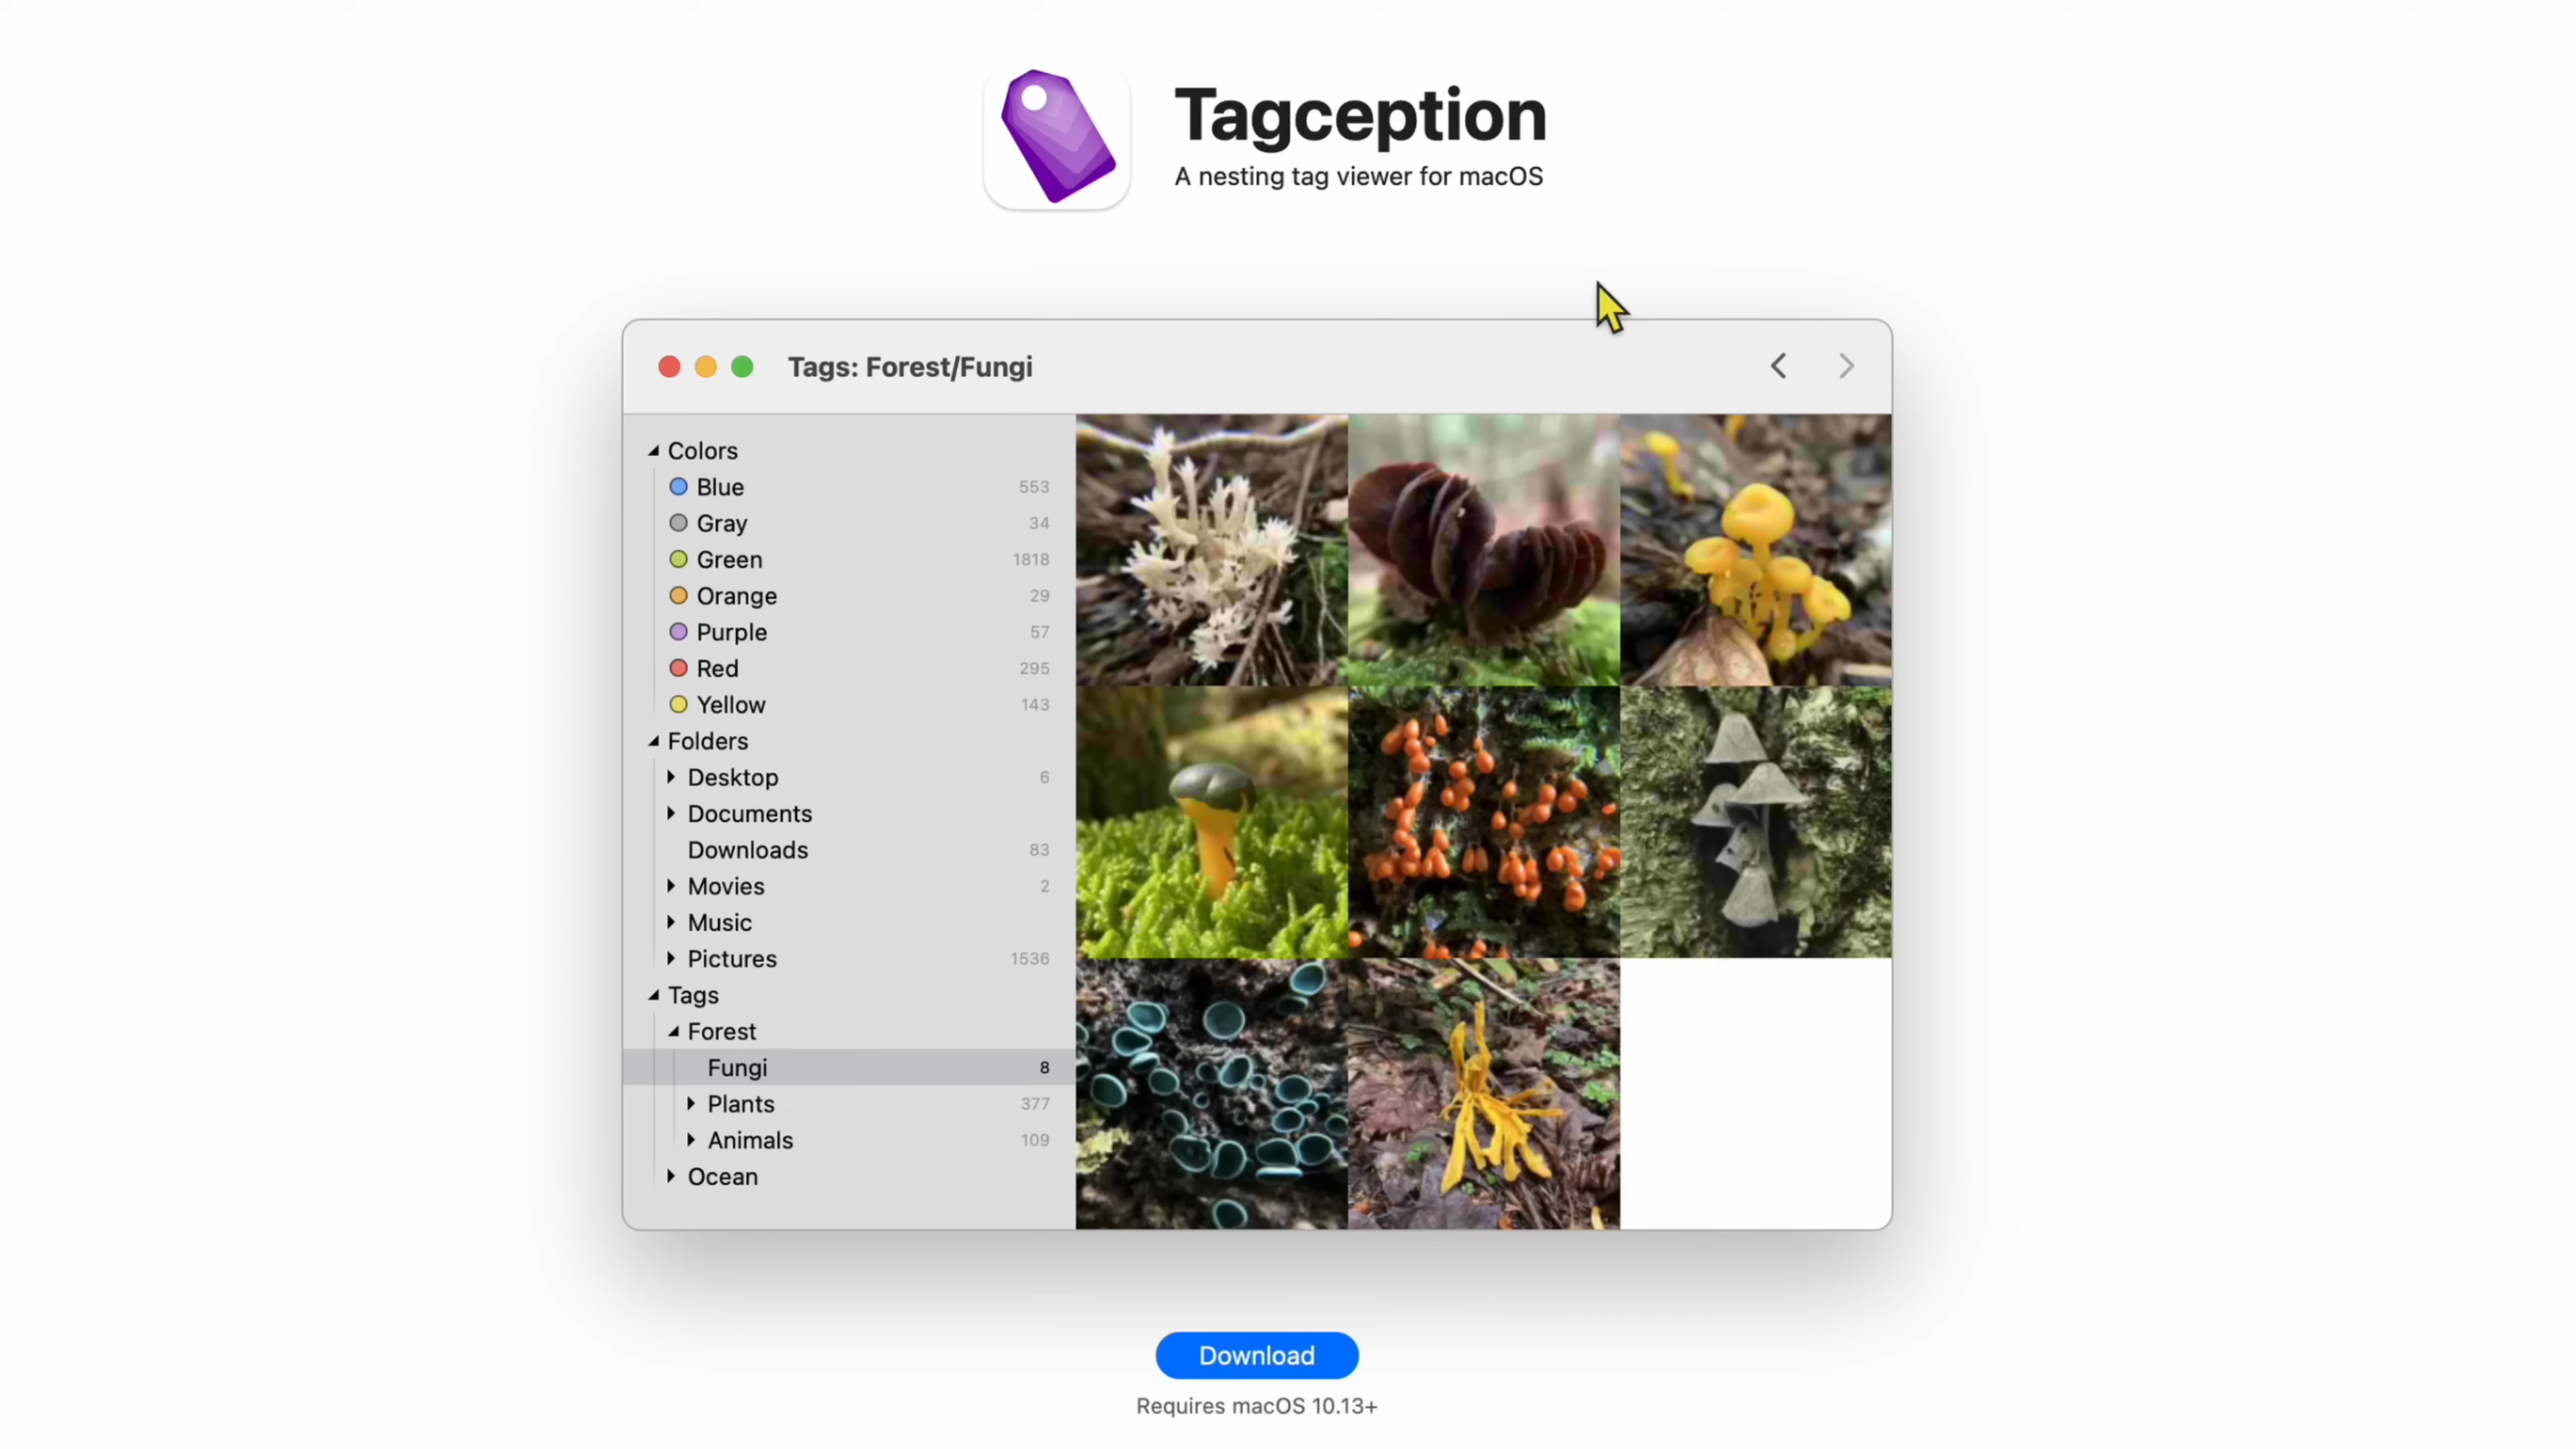 Tagception
A nesting tag viewer for macOS
Tags: Forest/Fungi
Colors
Blue 553
Gray 34
Green 1818
Orange 29
Purple 57
Red 295
Yellow 143
Folders
Desktop 6
Documents
Downloads 83
Movies 2
Music
Pictures 1536
Tags
Forest
Fungi 8
Plants 377
Animals 109
Ocean
Download
Requires macOS 10.13+